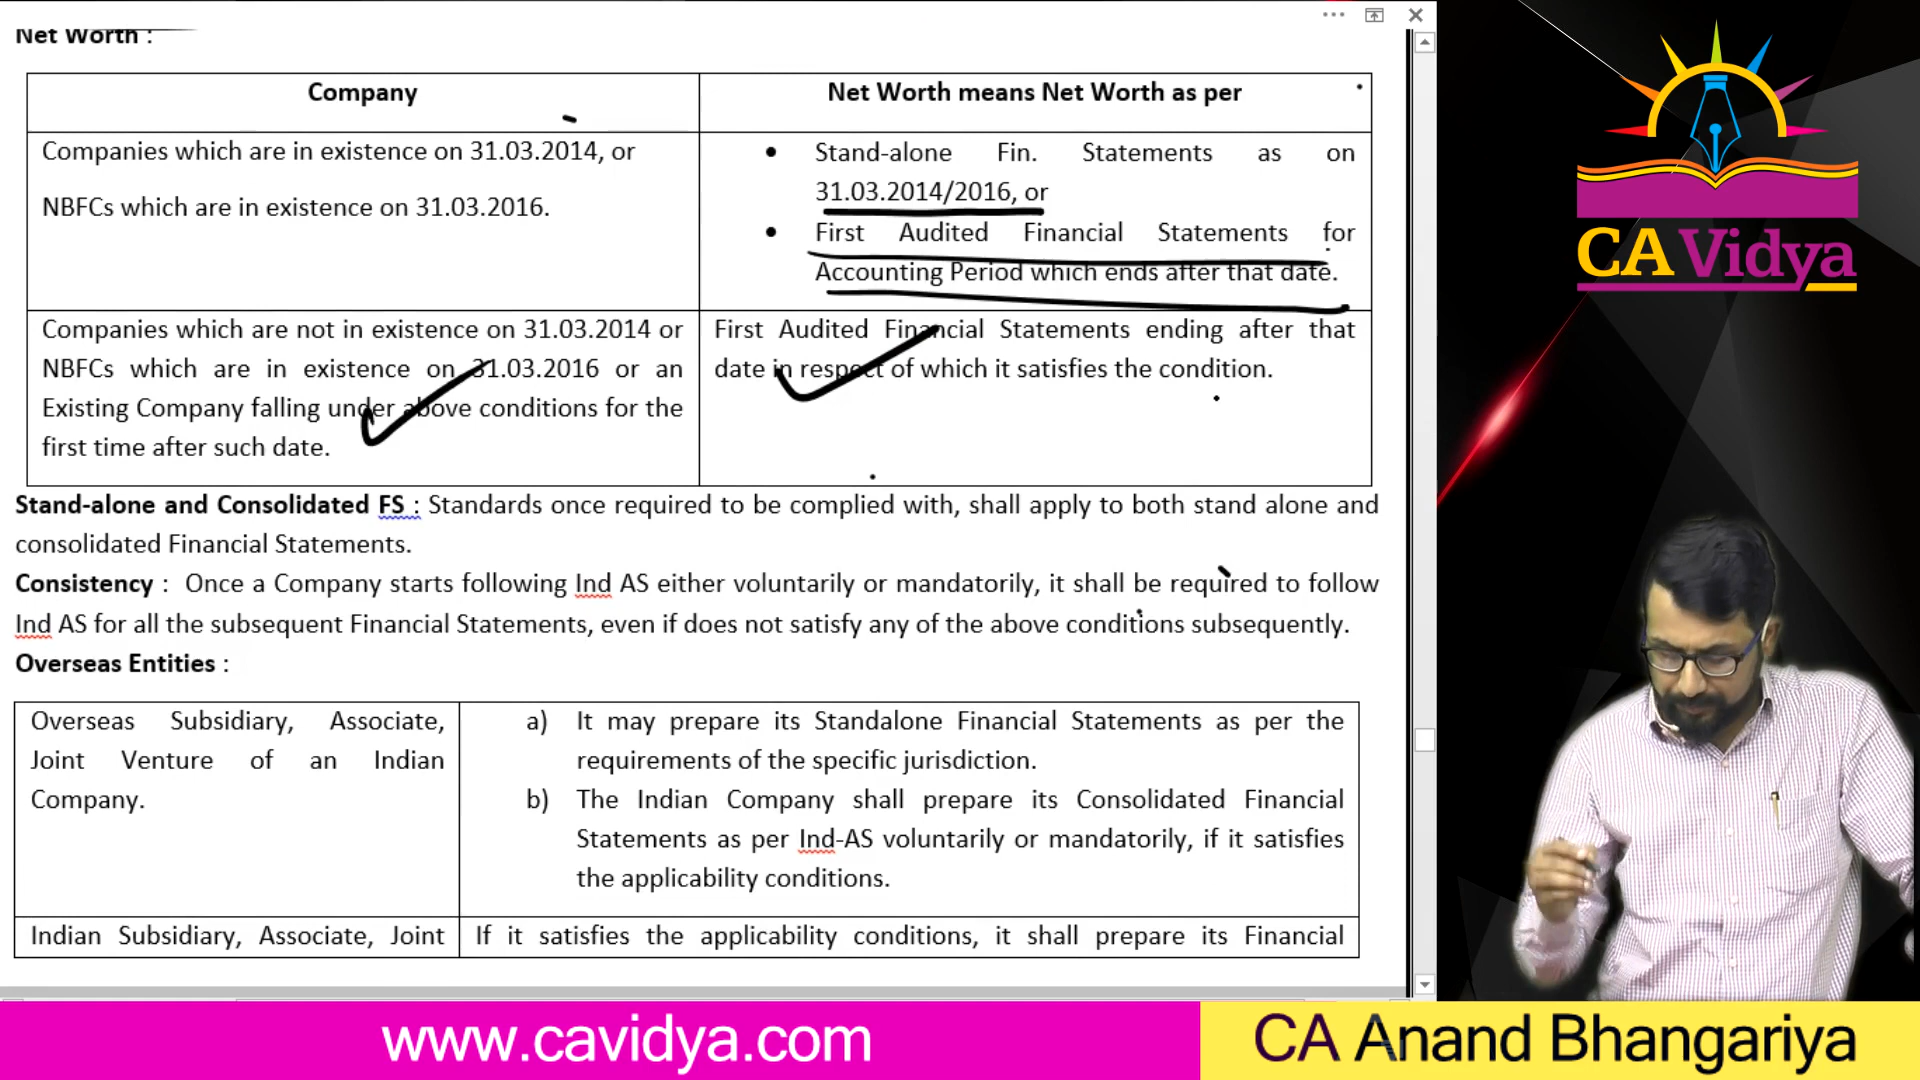 Net Worth :
Company
Net Worth means Net Worth as per
Companies which are in existence on 31.03.2014, or
NBFCs which are in existence on 31.03.2016.
• Stand-alone Fin. Statements as on
31.03.2014/2016, or
• First Audited Financial Statements for
Accounting Period which ends after that date.
Companies which are not in existence on 31.03.2014 or
NBFCs which are in existence on 31.03.2016 or an
Existing Company falling under above conditions for the
first time after such date.
First Audited Financial Statements ending after that
date in respect of which it satisfies the condition.
Stand-alone and Consolidated FS : Standards once required to be complied with, shall apply to both stand alone and
consolidated Financial Statements.
Consistency : Once a Company starts following Ind AS either voluntarily or mandatorily, it shall be required to follow
Ind AS for all the subsequent Financial Statements, even if does not satisfy any of the above conditions subsequently.
Overseas Entities :
Overseas Subsidiary, Associate,
Joint Venture of an Indian
Company.
a) It may prepare its Standalone Financial Statements as per the
requirements of the specific jurisdiction.
b) The Indian Company shall prepare its Consolidated Financial
Statements as per Ind-AS voluntarily or mandatorily, if it satisfies
the applicability conditions.
Indian Subsidiary, Associate, Joint
If it satisfies the applicability conditions, it shall prepare its Financial
CA Vidya
www.cavidya.com
CA Anand Bhangariya